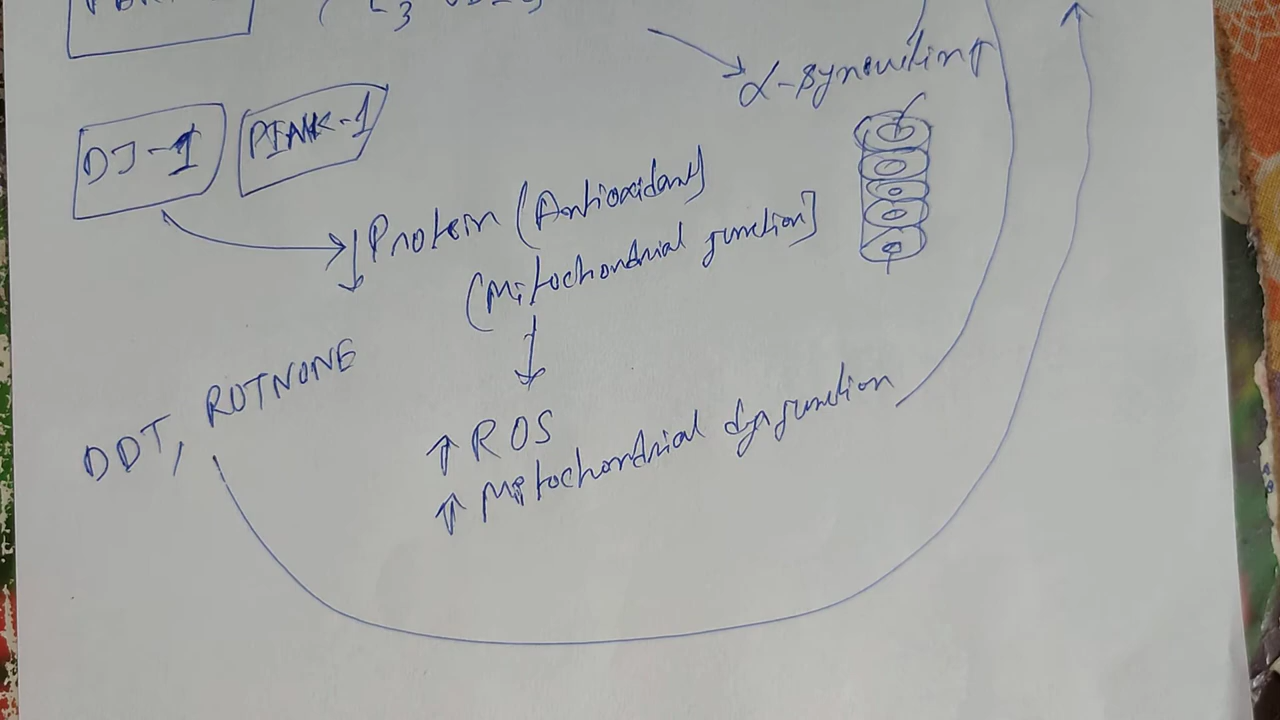 α-synuclein↑
DJ-1 PINK-1
↓ Protein (Antioxidant)
(Mitochondrial function)
↓
↑ ROS
↑ Mitochondrial dysfunction
DDT, ROTNONE